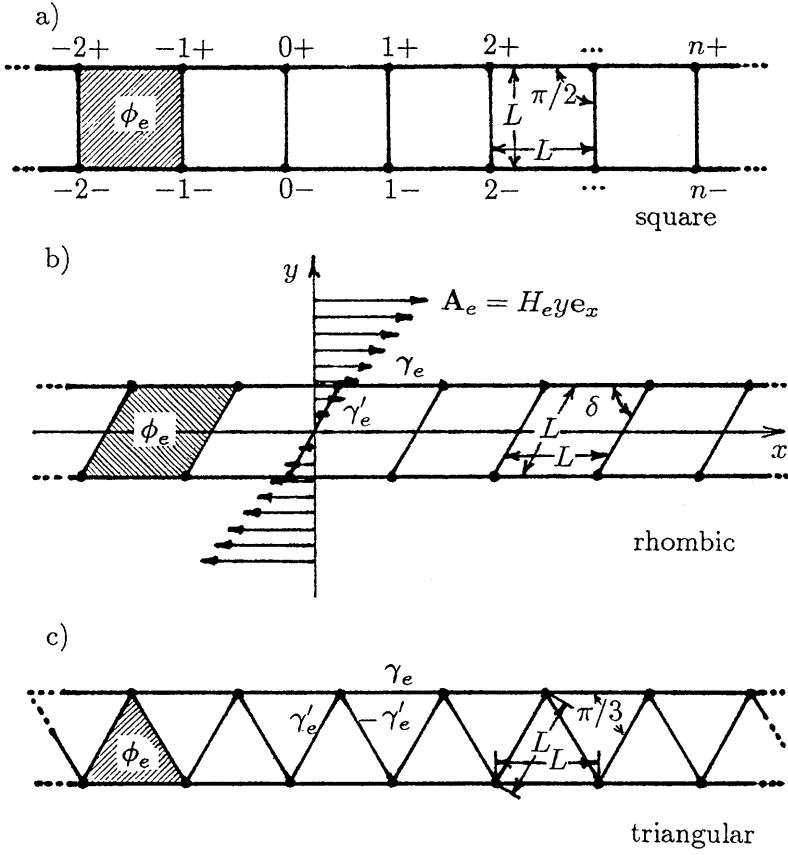 a)
−2+ −1+ 0+ 1+ 2+ ... n+
ϕₑ L π/2
L
−2− −1− 0− 1− 2− ... n−
square
b)
y
𝐀ₑ = Hₑy𝐞ₓ
γₑ
ϕₑ γ′ₑ L δ
L
x
rhombic
c)
γₑ
ϕₑ γ′ₑ −γ′ₑ L π/3
L
triangular